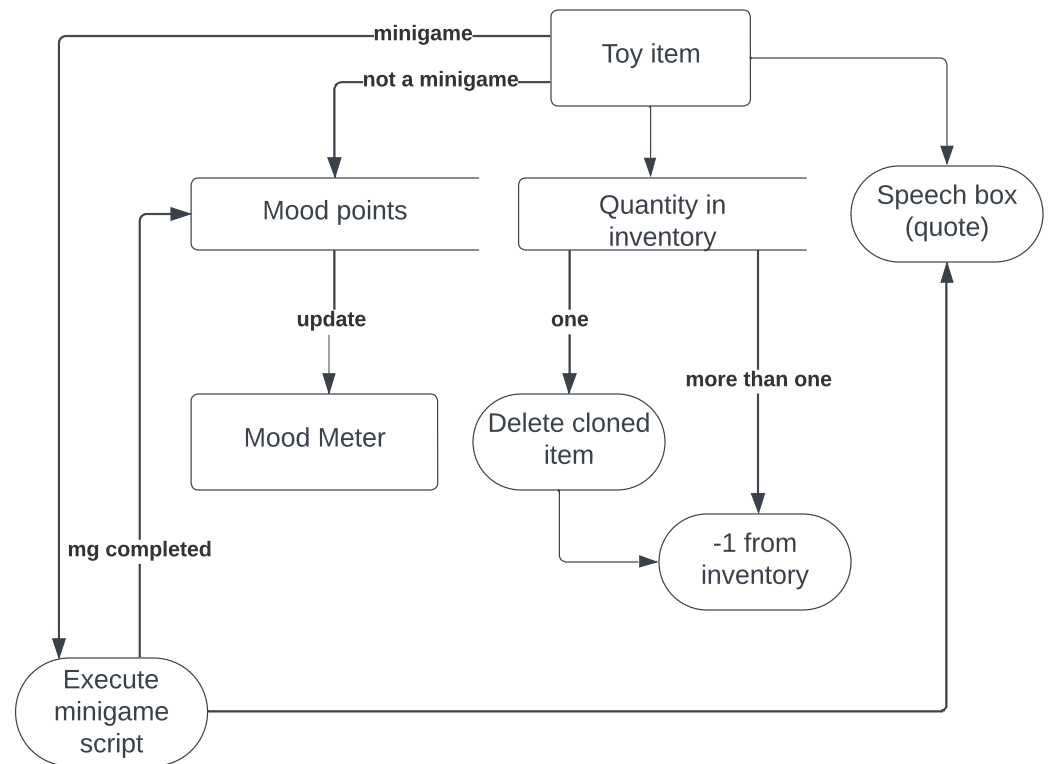 minigame
Toy item
not a minigame
Mood points
Quantity in
inventory
Speech box
(quote)
update
one
more than one
Mood Meter
Delete cloned
item
mg completed
-1 from
inventory
Execute
minigame
script